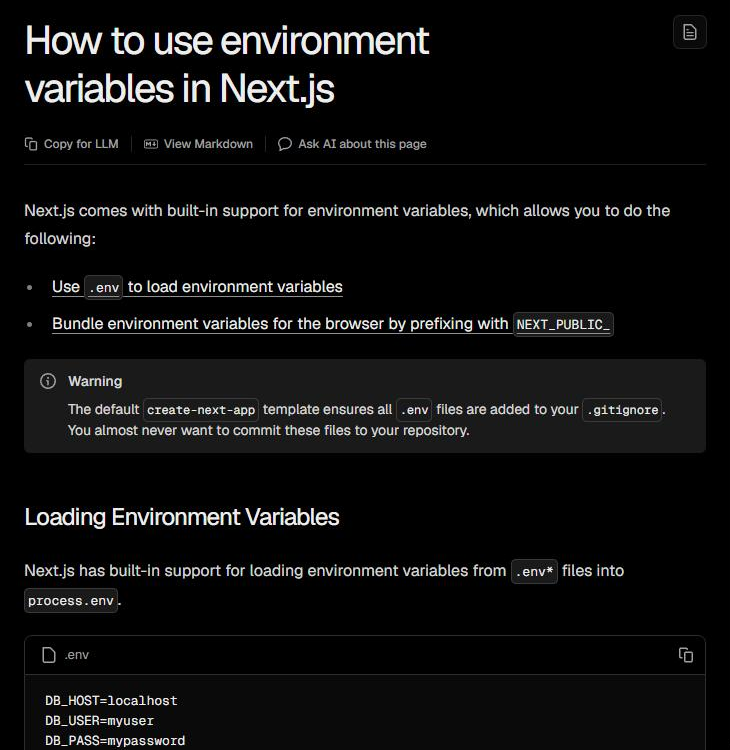 How to use environment
variables in Next.js
Copy for LLM
View Markdown
Ask AI about this page
Next.js comes with built-in support for environment variables, which allows you to do the
following:
Use .env to load environment variables
Bundle environment variables for the browser by prefixing with NEXT_PUBLIC_
Warning
The default create-next-app template ensures all .env files are added to your .gitignore.
You almost never want to commit these files to your repository.
Loading Environment Variables
Next.js has built-in support for loading environment variables from .env* files into
process.env.
.env
DB_HOST=localhost
DB_USER=myuser
DB_PASS=mypassword